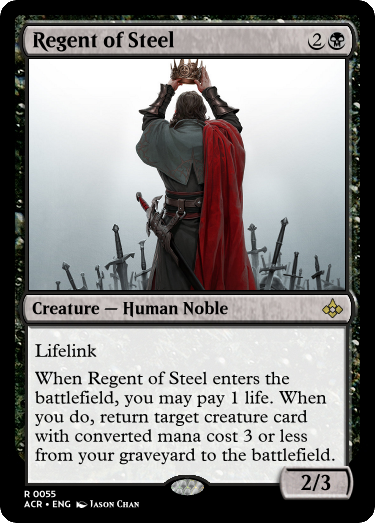 Regent of Steel 2
Creature — Human Noble
Lifelink
When Regent of Steel enters the
battlefield, you may pay 1 life. When
you do, return target creature card
with converted mana cost 3 or less
from your graveyard to the battlefield.
2/3
R 0055
ACR • ENG Jason Chan